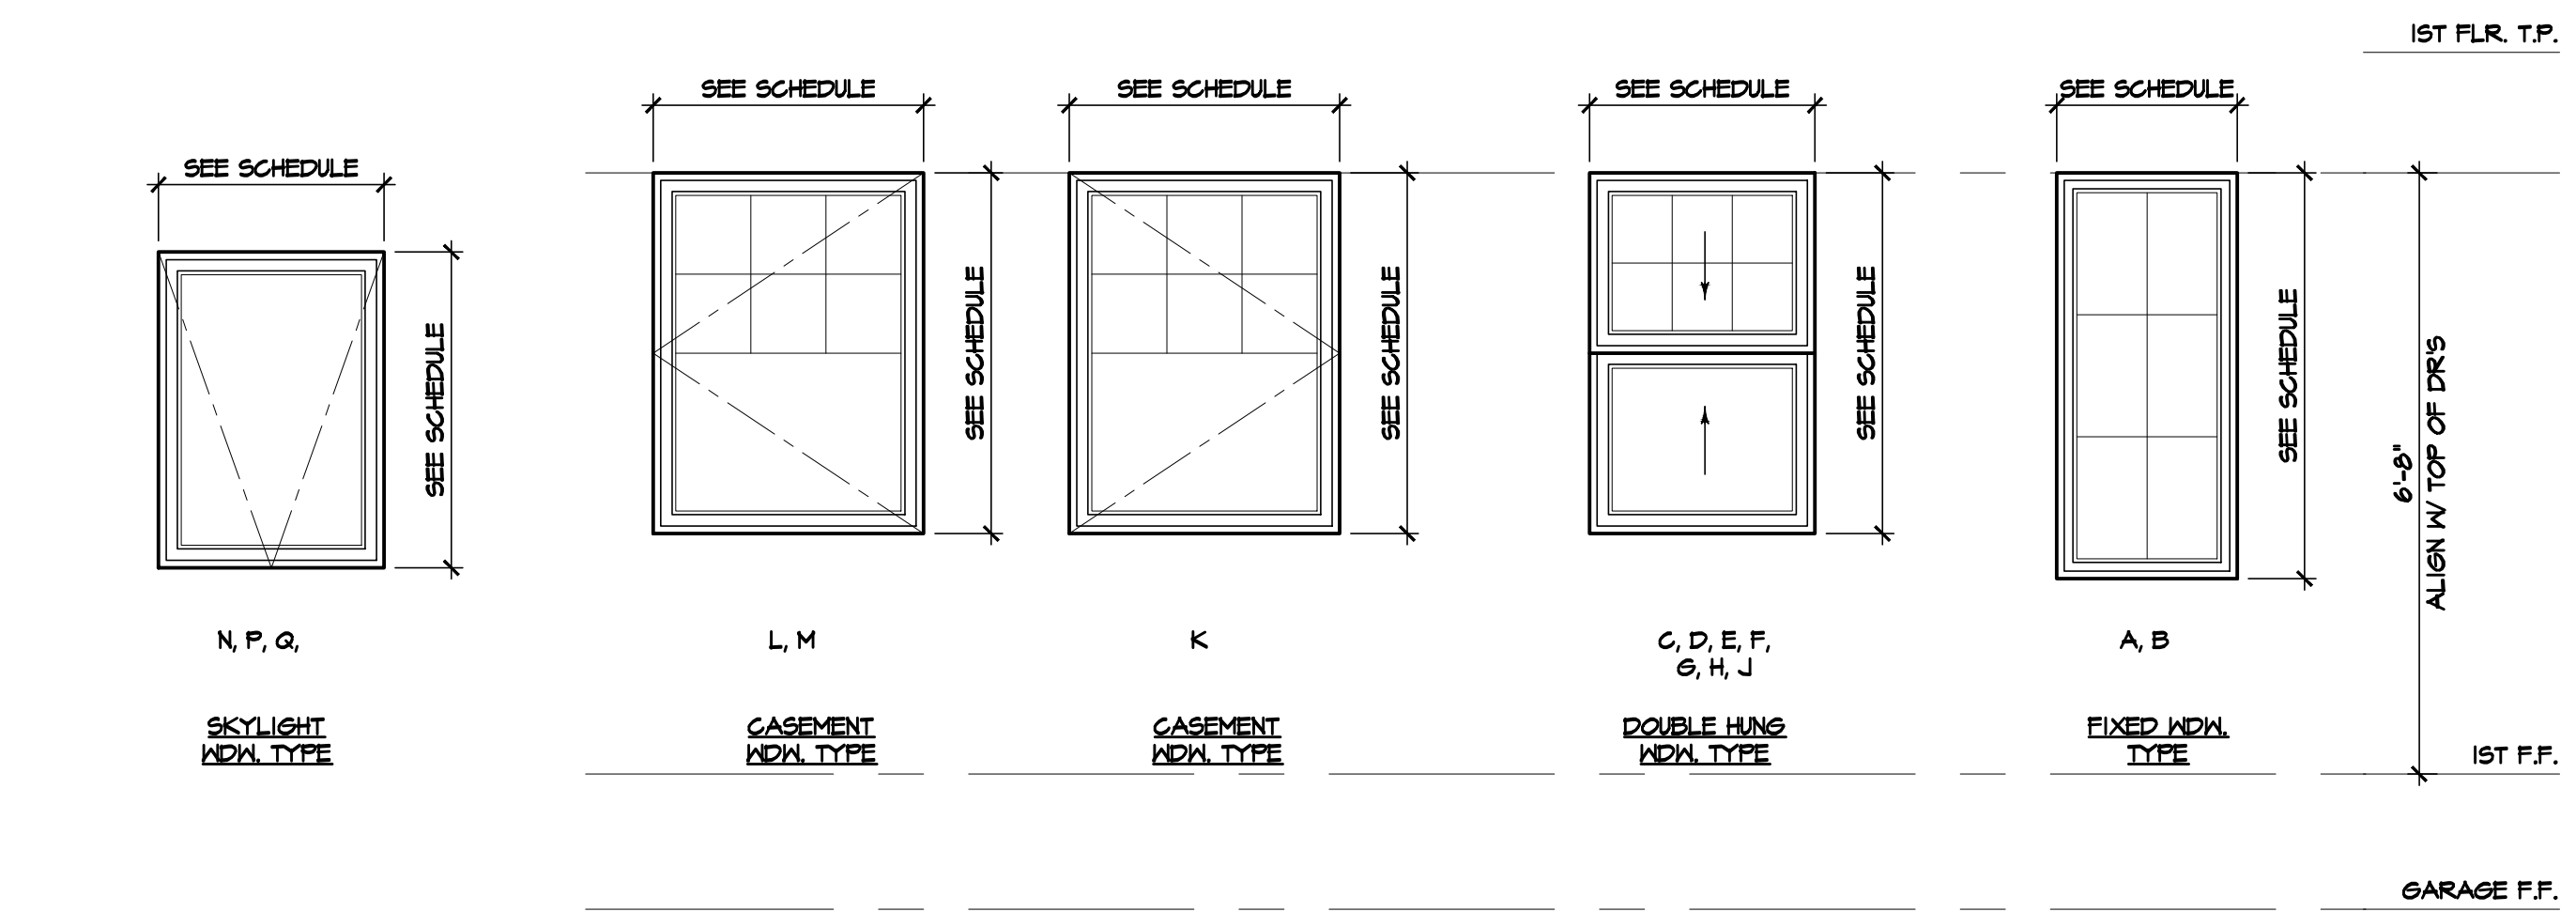 1ST FLR. T.P.
SEE SCHEDULE
SEE SCHEDULE
SEE SCHEDULE
SEE SCHEDULE
SEE SCHEDULE
SEE SCHEDULE
SEE SCHEDULE
SEE SCHEDULE
SEE SCHEDULE
SEE SCHEDULE
6'-8"
ALIGN W/ TOP OF DR'S
N, P, Q,
L, M
K
C, D, E, F,
G, H, J
A, B
SKYLIGHT
WDW. TYPE
CASEMENT
WDW. TYPE
CASEMENT
WDW. TYPE
DOUBLE HUNG
WDW. TYPE
FIXED WDW.
TYPE
1ST F.F.
GARAGE F.F.